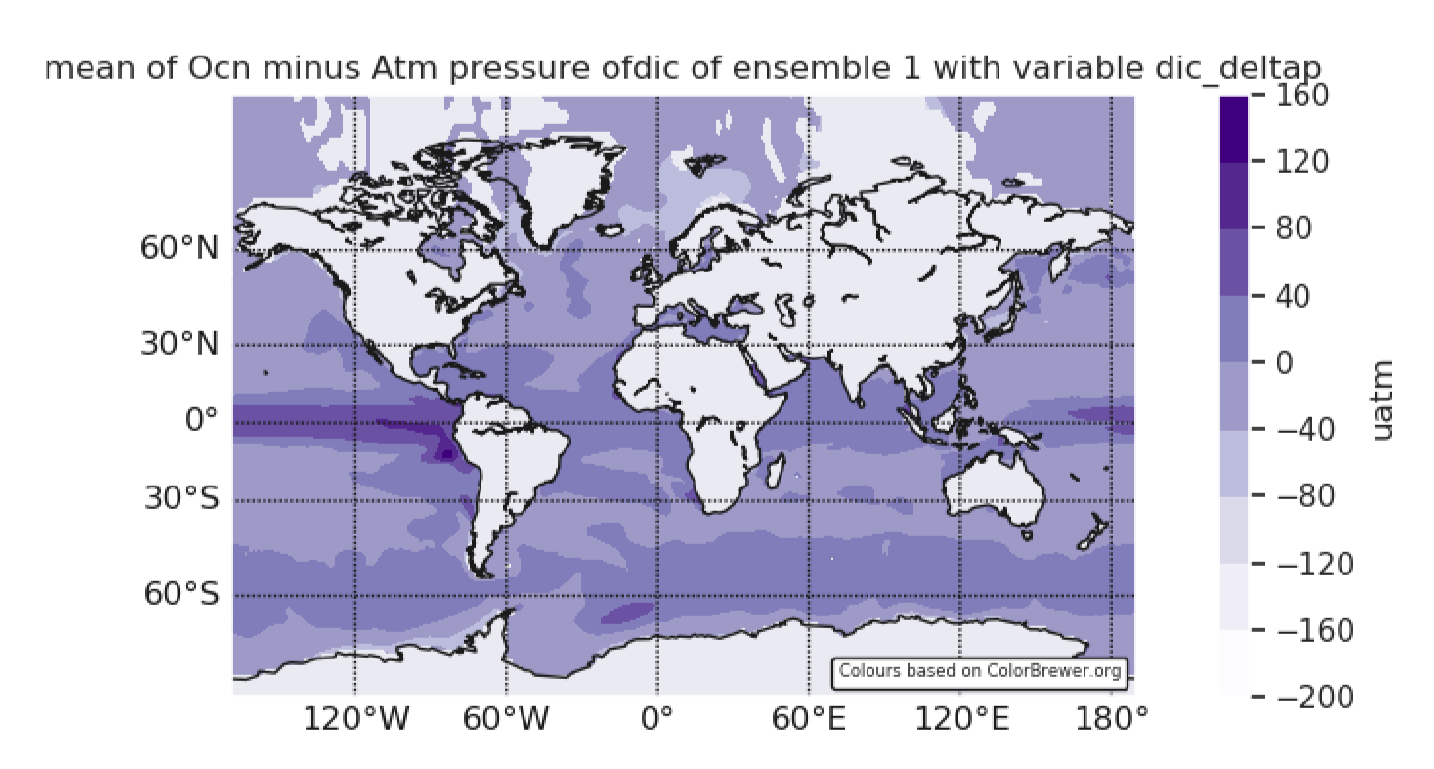 mean of Ocn minus Atm pressure ofdic of ensemble 1 with variable dic_deltap
160
120
80
40
0
−40
−80
−120
−160
−200
uatm
60°N
30°N
0°
30°S
60°S
120°W 60°W 0° 60°E 120°E 180°
Colours based on ColorBrewer.org